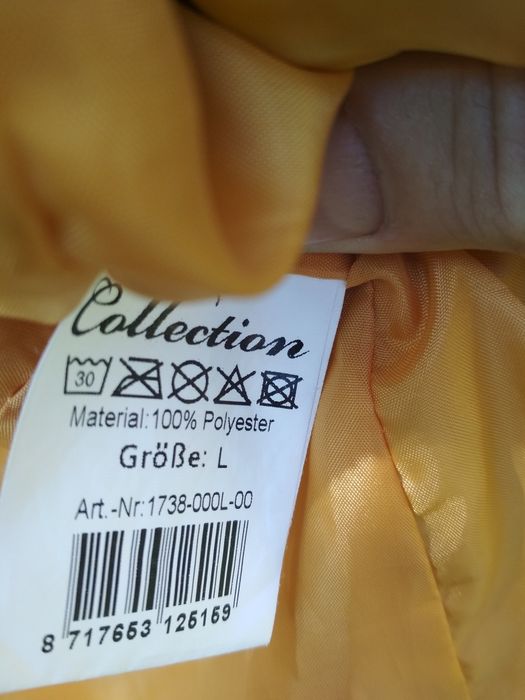 Collection
30
Material:100% Polyester
Größe: L
Art.-Nr:1738-000L-00
8 717653 125159